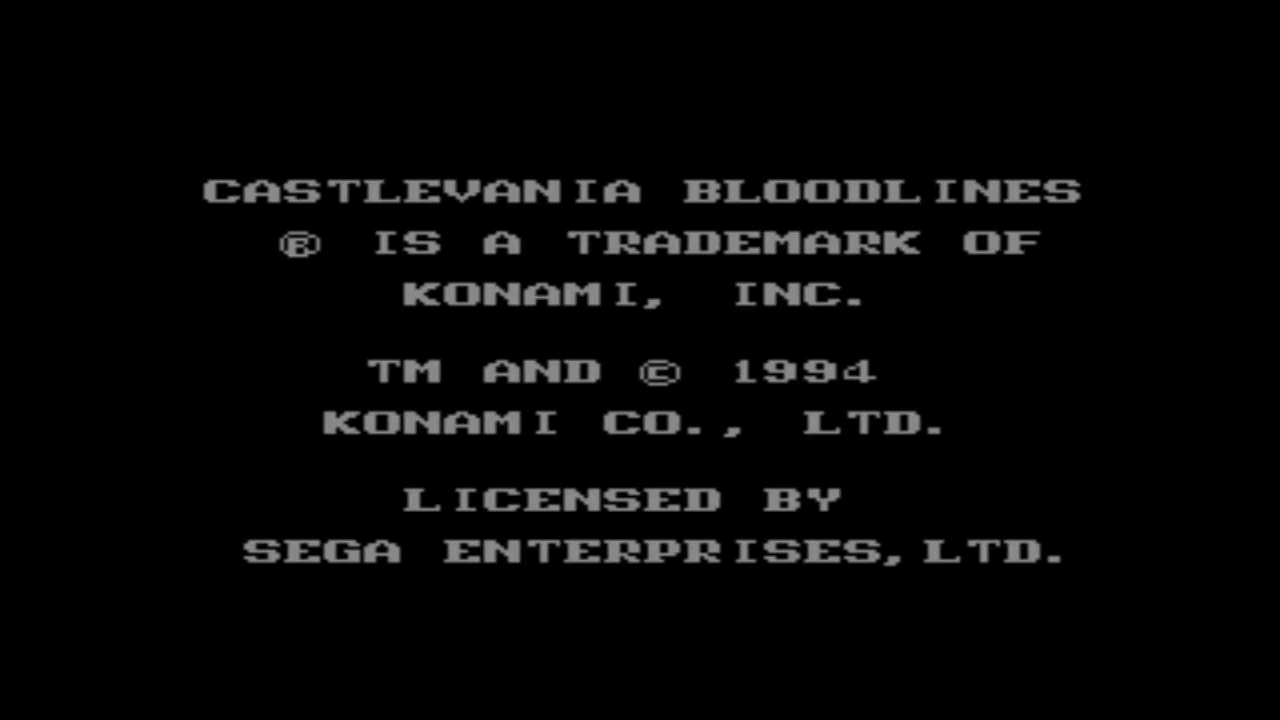 CASTLEVANIA BLOODLINES
® IS A TRADEMARK OF
KONAMI, INC.
TM AND © 1994
KONAMI CO., LTD.
LICENSED BY
SEGA ENTERPRISES,LTD.